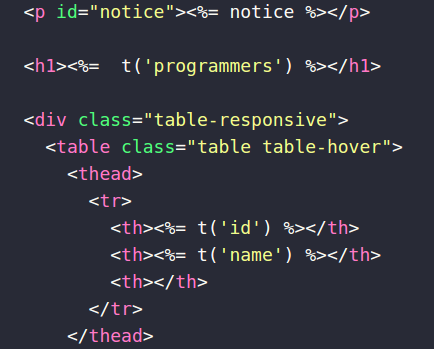 <p id="notice"><%= notice %></p>
<h1><%=  t('programmers') %></h1>
<div class="table-responsive">
<table class="table table-hover">
<thead>
<tr>
<th><%= t('id') %></th>
<th><%= t('name') %></th>
<th></th>
</tr>
</thead>